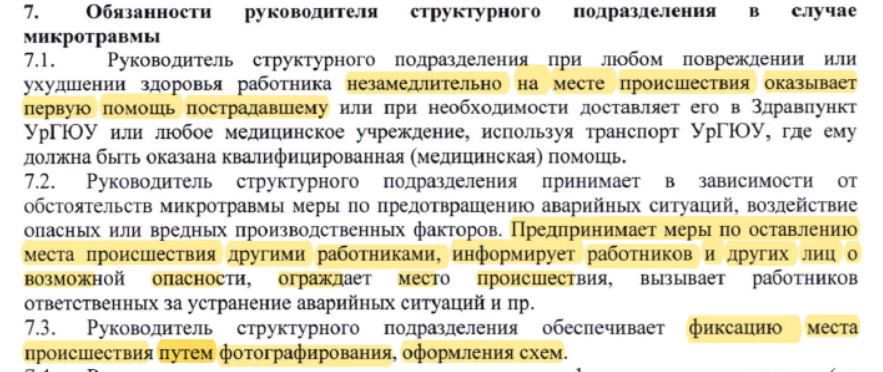 7. Обязанности руководителя структурного подразделения в случае
микротравмы
7.1. Руководитель структурного подразделения при любом повреждении или
ухудшении здоровья работника незамедлительно на месте происшествия оказывает
первую помощь пострадавшему или при необходимости доставляет его в Здравпункт
УрГЮУ или любое медицинское учреждение, используя транспорт УрГЮУ, где ему
должна быть оказана квалифицированная (медицинская) помощь.
7.2. Руководитель структурного подразделения принимает в зависимости от
обстоятельств микротравмы меры по предотвращению аварийных ситуаций, воздействие
опасных или вредных производственных факторов. Предпринимает меры по оставлению
места происшествия другими работниками, информирует работников и других лиц о
возможной опасности, ограждает место происшествия, вызывает работников
ответственных за устранение аварийных ситуаций и пр.
7.3. Руководитель структурного подразделения обеспечивает фиксацию места
происшествия путем фотографирования, оформления схем.